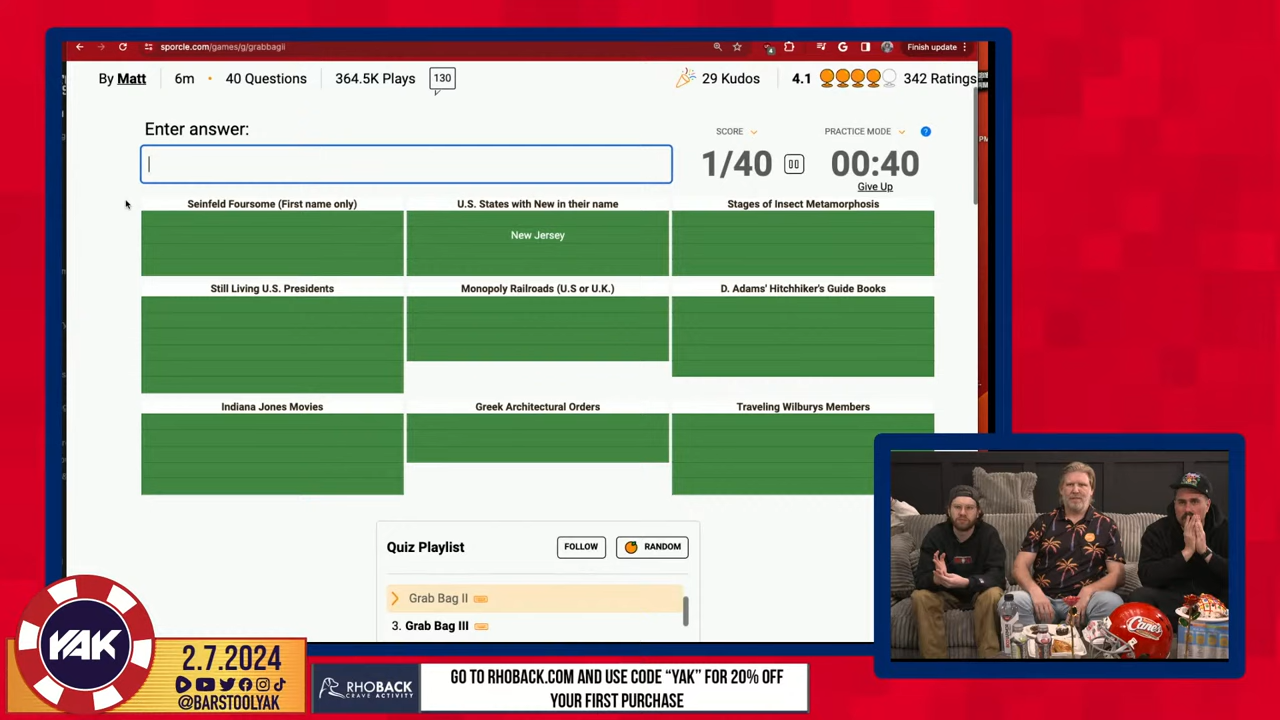 sporcle.com/games/g/grabbagii
Finish update
By Matt 6m • 40 Questions 364.5K Plays 130 29 Kudos 4.1 342 Ratings
Enter answer:
SCORE
PRACTICE MODE ?
1/40
00:40
Give Up
Seinfeld Foursome (First name only)
U.S. States with New in their name
Stages of Insect Metamorphosis
New Jersey
Still Living U.S. Presidents
Monopoly Railroads (U.S or U.K.)
D. Adams' Hitchhiker's Guide Books
Indiana Jones Movies
Greek Architectural Orders
Traveling Wilburys Members
Quiz Playlist
FOLLOW
RANDOM
Grab Bag II
3. Grab Bag III
Cane's
YAK
2.7.2024
@BARSTOOLYAK
RHOBACK
CRAVE ACTIVITY
GO TO RHOBACK.COM AND USE CODE “YAK” FOR 20% OFF
YOUR FIRST PURCHASE